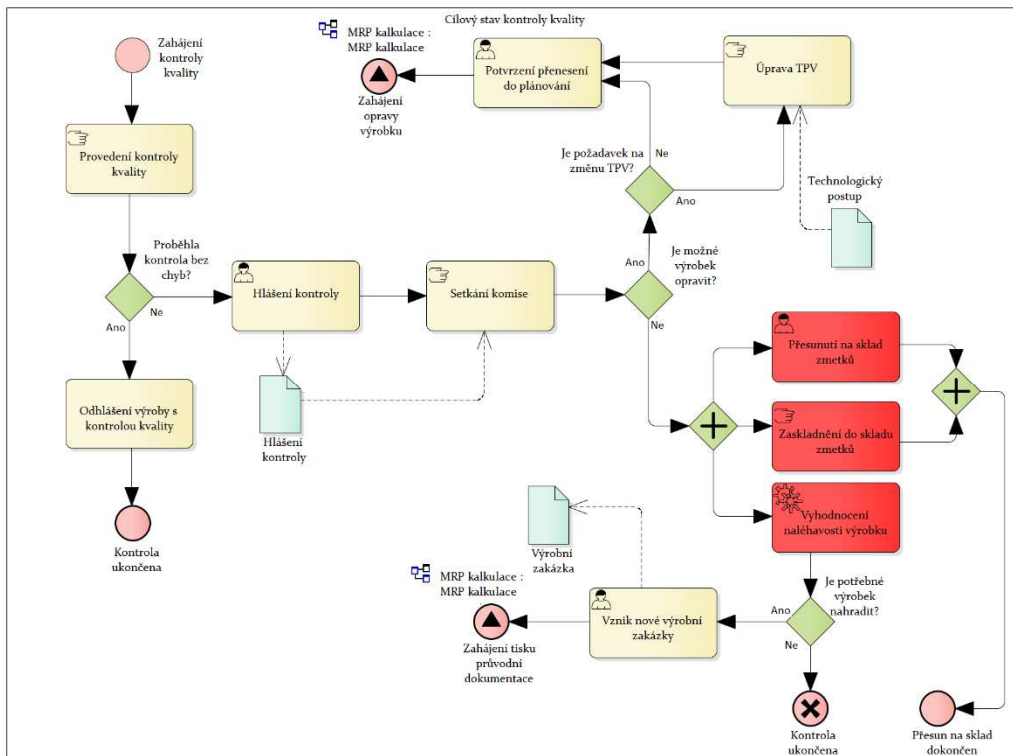 Cílový stav kontroly kvality
Zahájení
kontroly
kvality
MRP kalkulace :
MRP kalkulace
Potvrzení přenesení
do plánování
Úprava TPV
Zahájení
opravy
výrobku
Provedení kontroly
kvality
Je požadavek na
změnu TPV?
Ne
Ano
Technologický
postup
Proběhla
kontrola bez
chyb?
Ano
Ne
Hlášení kontroly
Setkání komise
Je možné
výrobek
opravit?
Ano
Ne
Přesunutí na sklad
zmetků
Odhlášení výroby s
kontrolou kvality
Hlášení
kontroly
Zaskladnění do skladu
zmetků
Vyhodnocení
naléhavosti výrobku
Kontrola
ukončena
Výrobní
zakázka
Je potřebné
výrobek
nahradit?
Ano
Ne
MRP kalkulace :
MRP kalkulace
Vznik nové výrobní
zakázky
Zahájení tisku
průvodní
dokumentace
Kontrola
ukončena
Přesun na sklad
dokončen